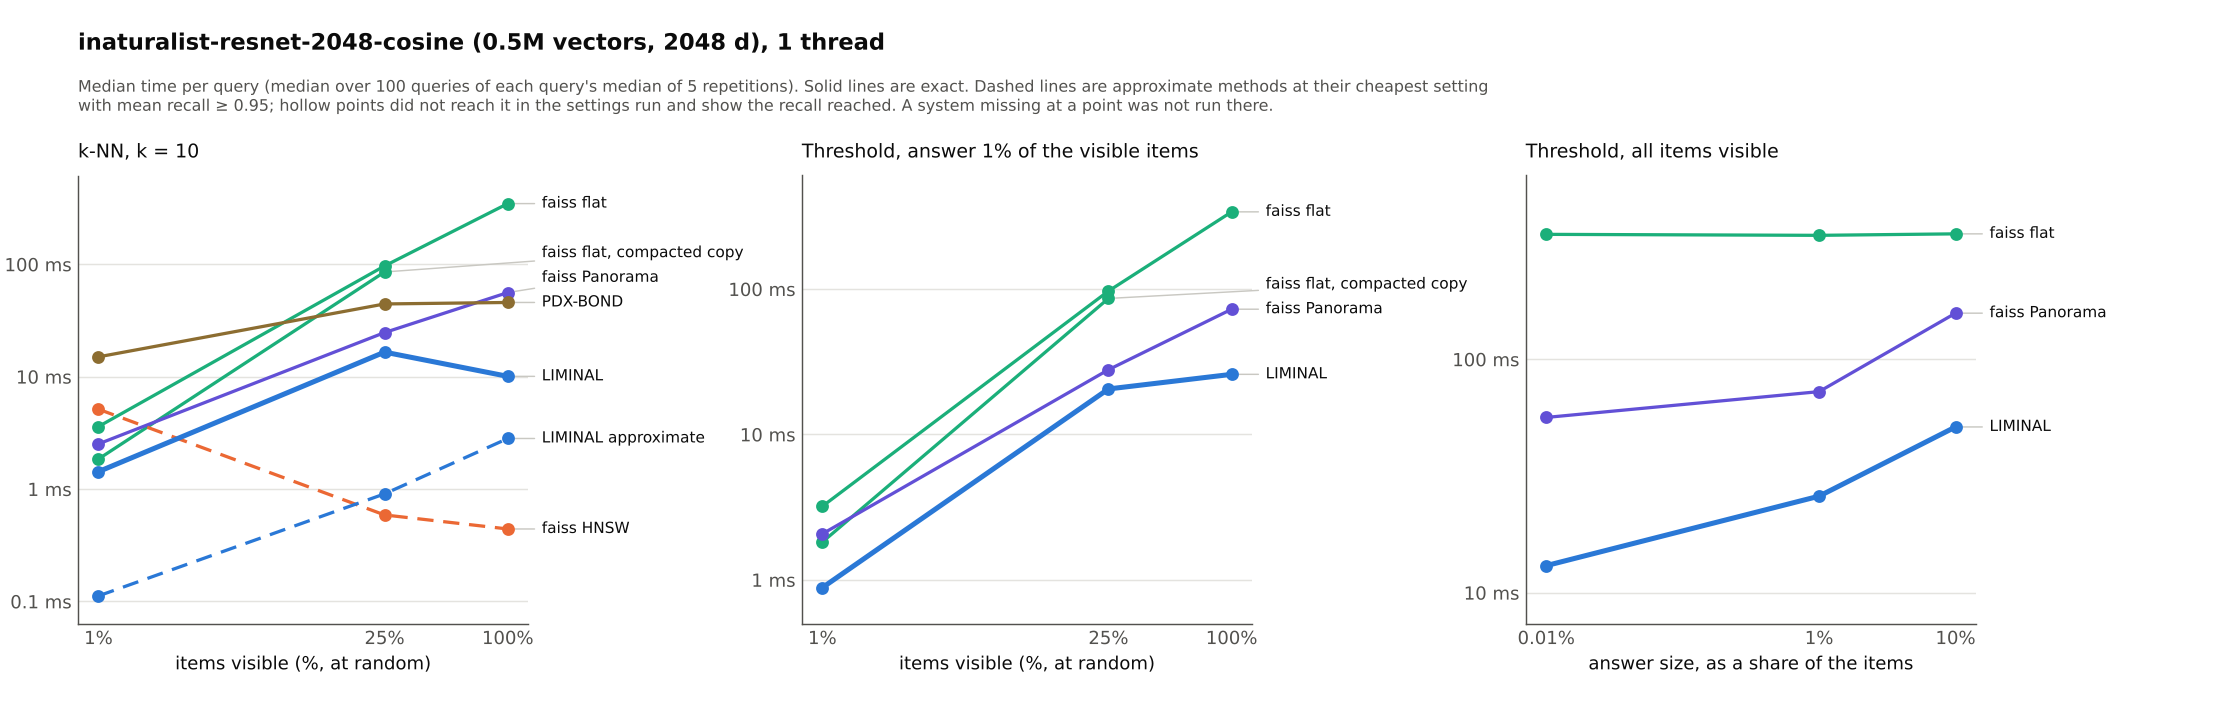 inaturalist-resnet-2048-cosine (0.5M vectors, 2048 d), 1 thread
Median time per query (median over 100 queries of each query's median of 5 repetitions). Solid lines are exact. Dashed lines are approximate methods at their cheapest setting
with mean recall ≥ 0.95; hollow points did not reach it in the settings run and show the recall reached. A system missing at a point was not run there.
k-NN, k = 10
faiss flat
faiss flat, compacted copy
100 ms
faiss Panorama
PDX-BOND
10 ms
LIMINAL
LIMINAL approximate
1 ms
faiss HNSW
0.1 ms
1%
25%
100%
items visible (%, at random)
Threshold, answer 1% of the visible items
faiss flat
faiss flat, compacted copy
100 ms
faiss Panorama
LIMINAL
10 ms
1 ms
1%
25%
100%
items visible (%, at random)
Threshold, all items visible
faiss flat
faiss Panorama
100 ms
LIMINAL
10 ms
0.01%
1%
10%
answer size, as a share of the items